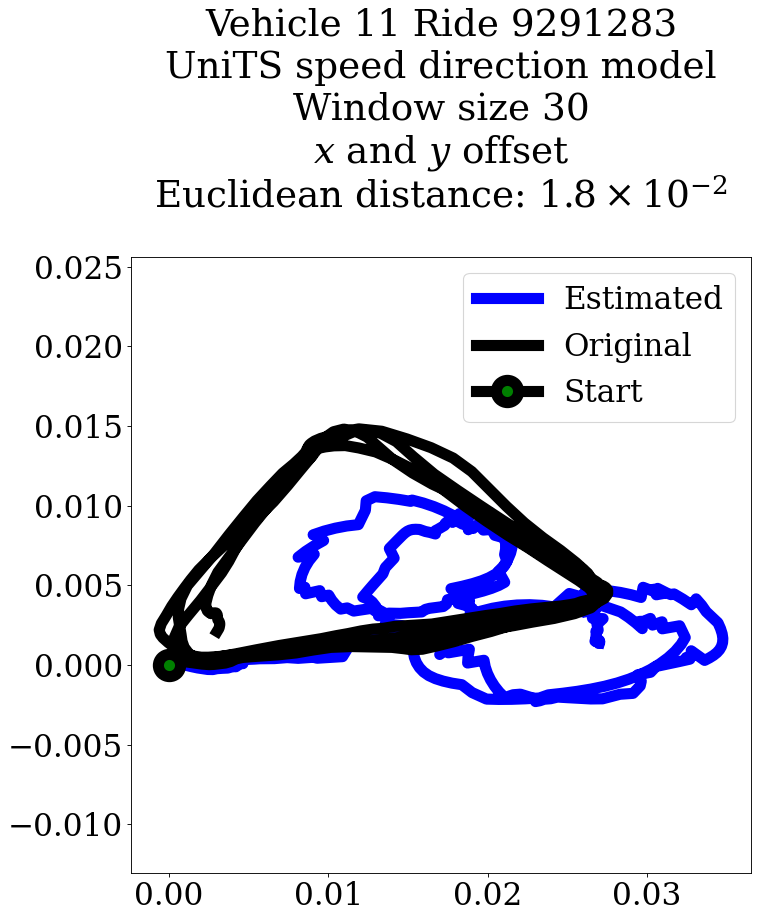 Vehicle 11 Ride 9291283
UniTS speed direction model
Window size 30
x and y offset
Euclidean distance: 1.8 × 10⁻²
0.025
Estimated
0.020
Original
0.015
Start
0.010
0.005
0.000
−0.005
−0.010
0.00 0.01 0.02 0.03